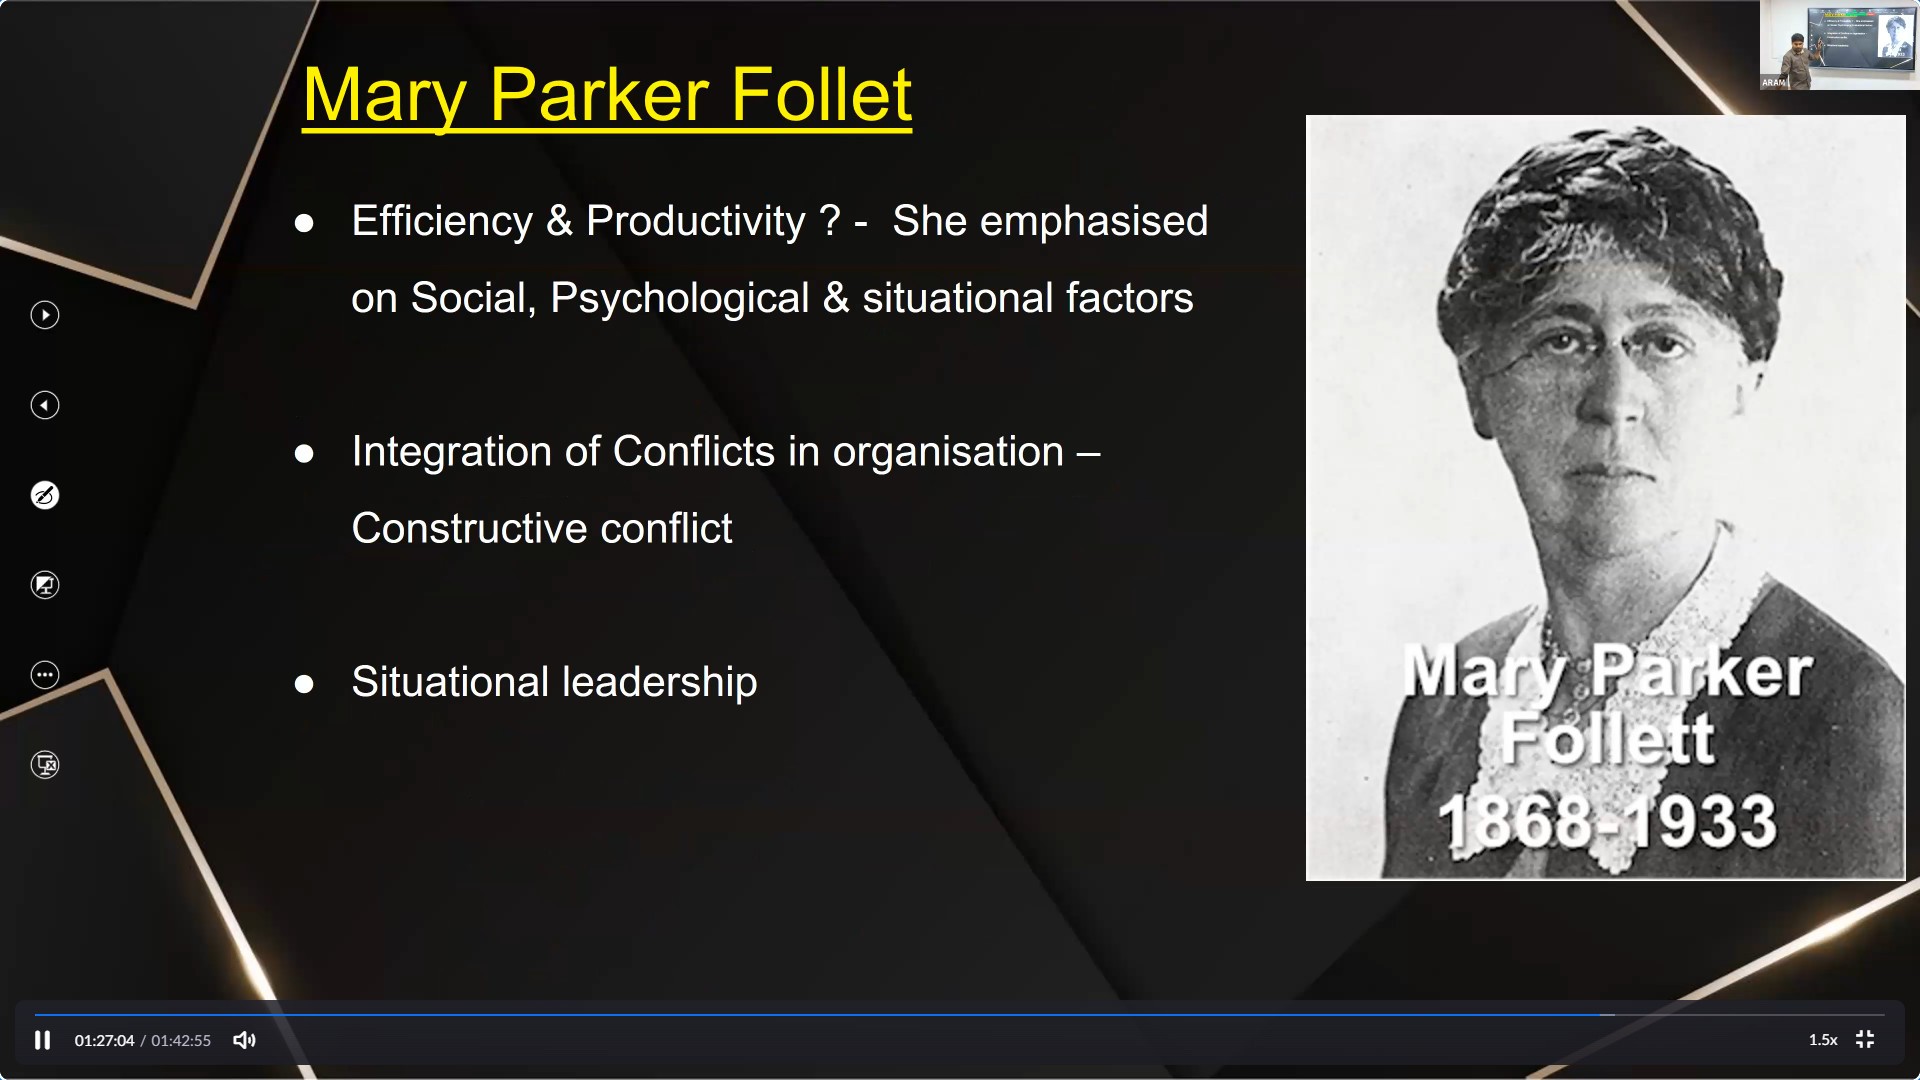 Mary Parker Follet
● Efficiency & Productivity ? -  She emphasised
on Social, Psychological & situational factors
● Integration of Conflicts in organisation –
Constructive conflict
● Situational leadership
Mary Parker
Follett
1868-1933
ARAM
01:27:04 / 01:42:55
1.5x